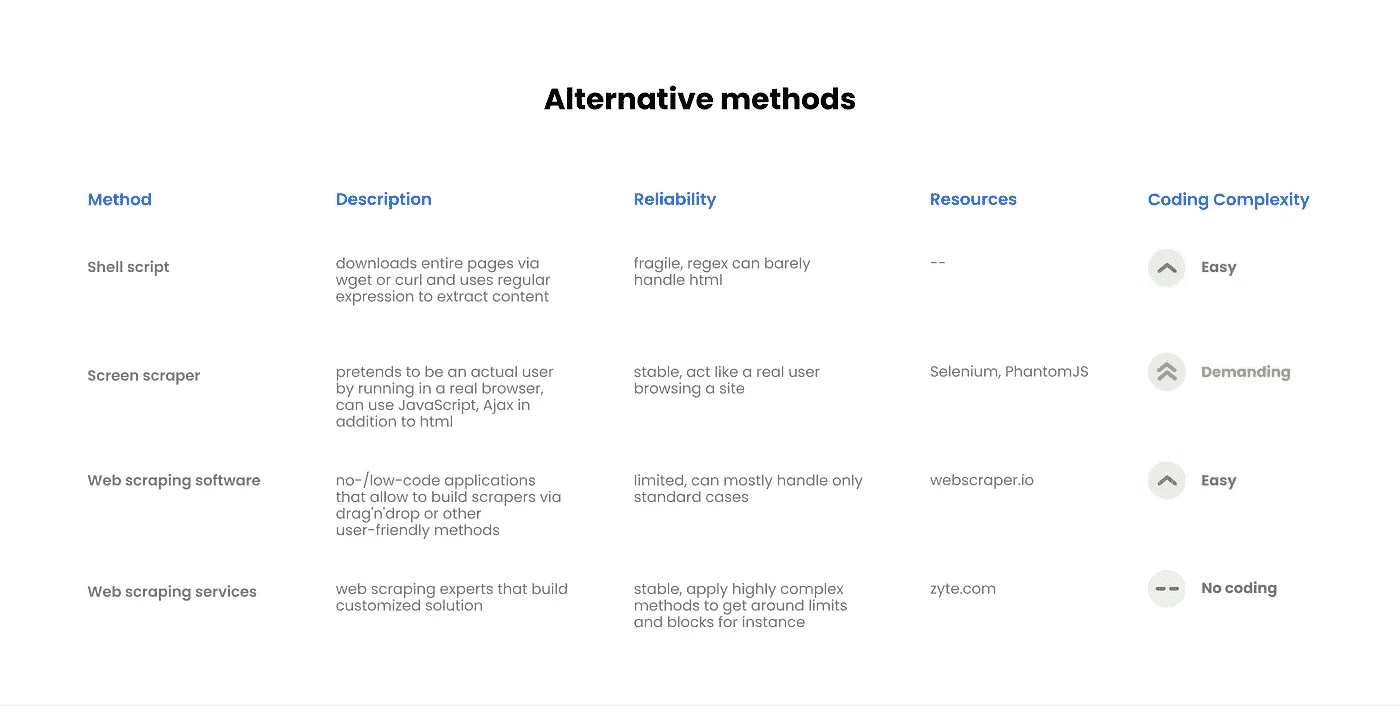 Alternative methods
Method
Description
Reliability
Resources
Coding Complexity
Shell script
downloads entire pages via
wget or curl and uses regular
expression to extract content
fragile, regex can barely
handle html
--
Easy
Screen scraper
pretends to be an actual user
by running in a real browser,
can use JavaScript, Ajax in
addition to html
stable, act like a real user
browsing a site
Selenium, PhantomJS
Demanding
Web scraping software
no-/low-code applications
that allow to build scrapers via
drag'n'drop or other
user-friendly methods
limited, can mostly handle only
standard cases
webscraper.io
Easy
Web scraping services
web scraping experts that build
customized solution
stable, apply highly complex
methods to get around limits
and blocks for instance
zyte.com
No coding